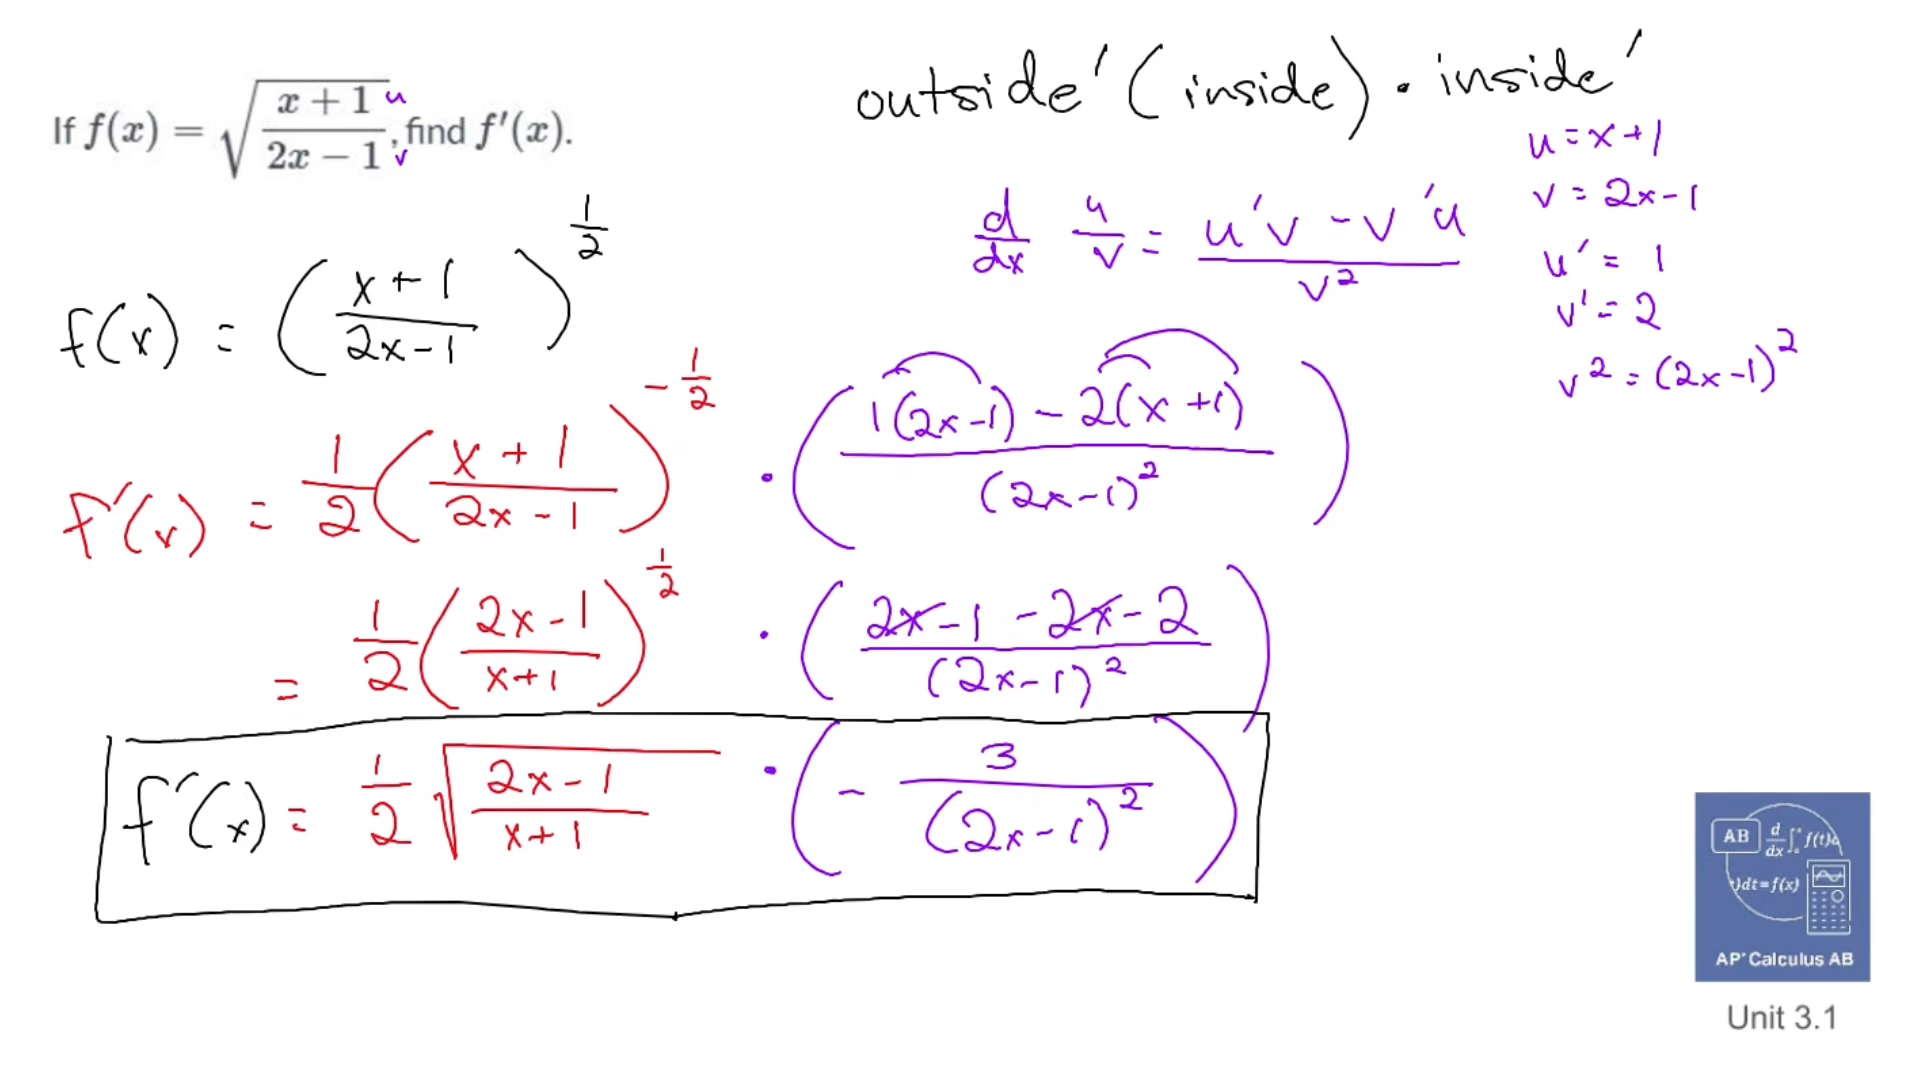 If f(x) = √((x + 1)/(2x − 1)), find f′(x).
u
v
outside′ (inside) · inside′
u = x+1
v = 2x-1
u′ = 1
v′ = 2
v² = (2x-1)²
d/dx u/v = (u′v - v′u)/v²
f(x) = ((x+1)/(2x-1))^(1/2)
f′(x) = 1/2 ((x+1)/(2x-1))^(-1/2) · ((1(2x-1) - 2(x+1))/(2x-1)²)
= 1/2 ((2x-1)/(x+1))^(1/2) · ((2x-1-2x-2)/(2x-1)²)
f′(x) = 1/2 √((2x-1)/(x+1)) · (- 3/(2x-1)²)
AB
d/dx
f(x)
AP* Calculus AB
Unit 3.1